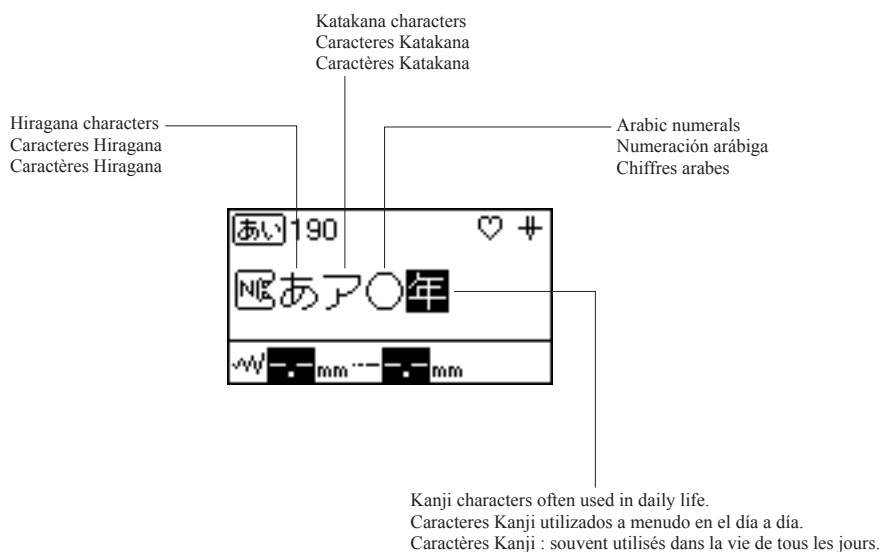 Katakana characters
Caracteres Katakana
Caractères Katakana
Hiragana characters
Caracteres Hiragana
Caractères Hiragana
Arabic numerals
Numeración arábiga
Chiffres arabes
あい 190
あア〇年
mm mm
Kanji characters often used in daily life.
Caracteres Kanji utilizados a menudo en el día a día.
Caractères Kanji : souvent utilisés dans la vie de tous les jours.